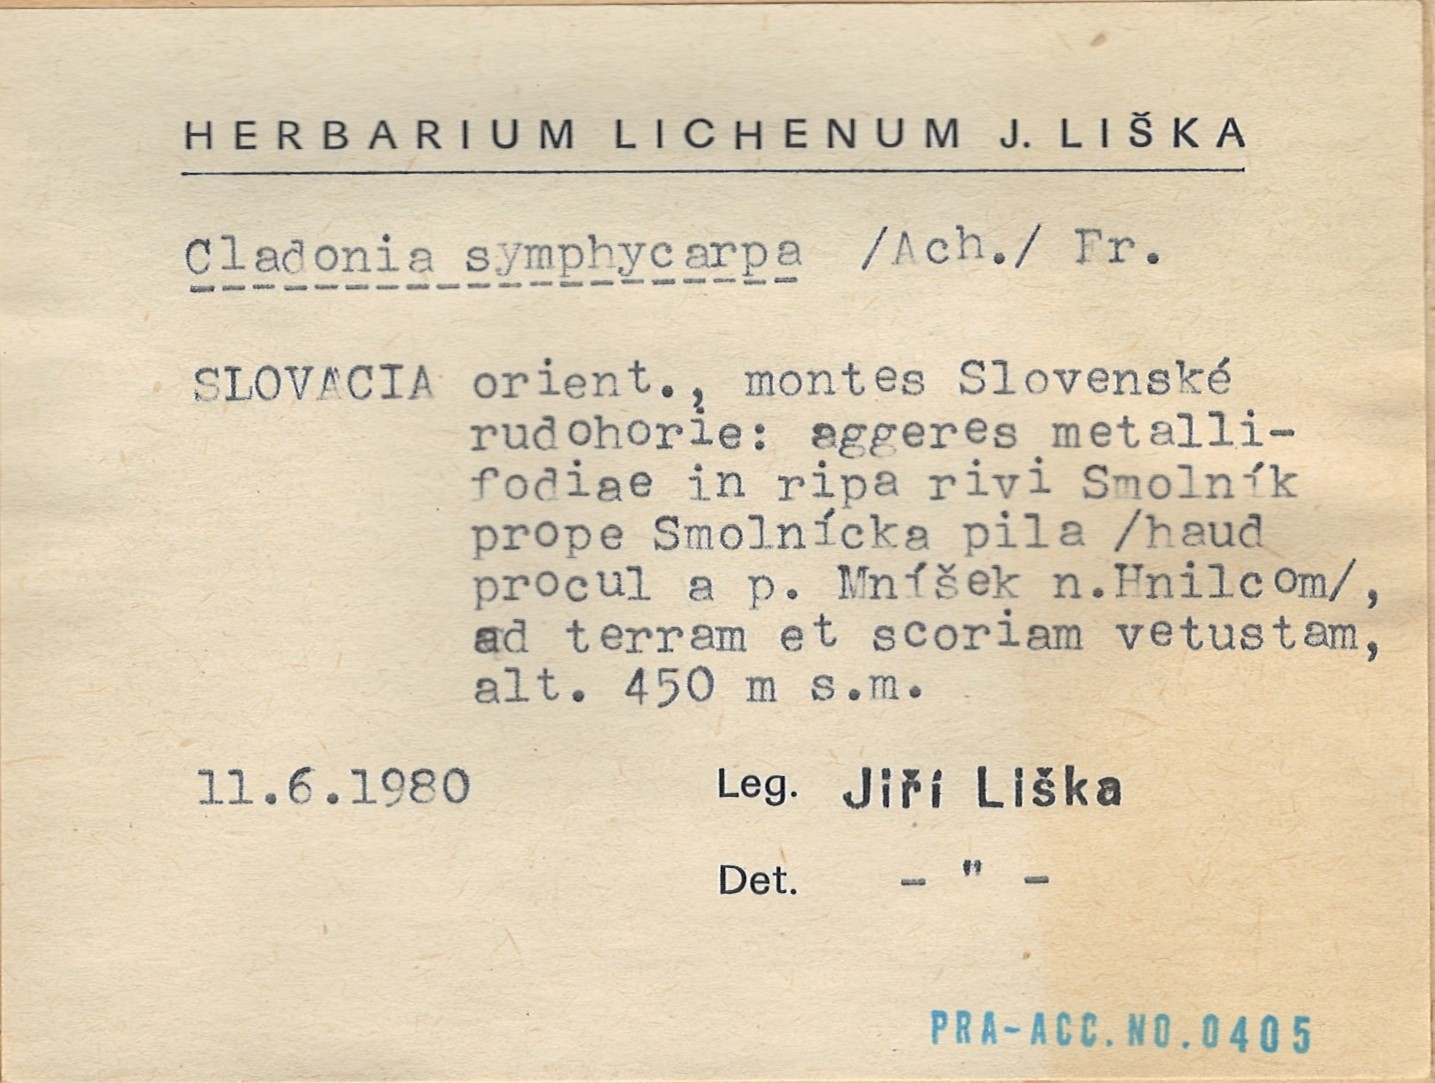 HERBARIUM LICHENUM J. LIŠKA
Cladonia symphycarpa /Ach./ Fr.
SLOVACIA orient., montes Slovenské
rudohorie: aggeres metalli-
fodiae in ripa rivi Smolník
prope Smolnícka pila /haud
procul a p. Mníšek n.Hnilcom/,
ad terram et scoriam vetustam,
alt. 450 m s.m.
11.6.1980 Leg. Jiří Liška
Det. - " -
PRA-ACC.NO.0405